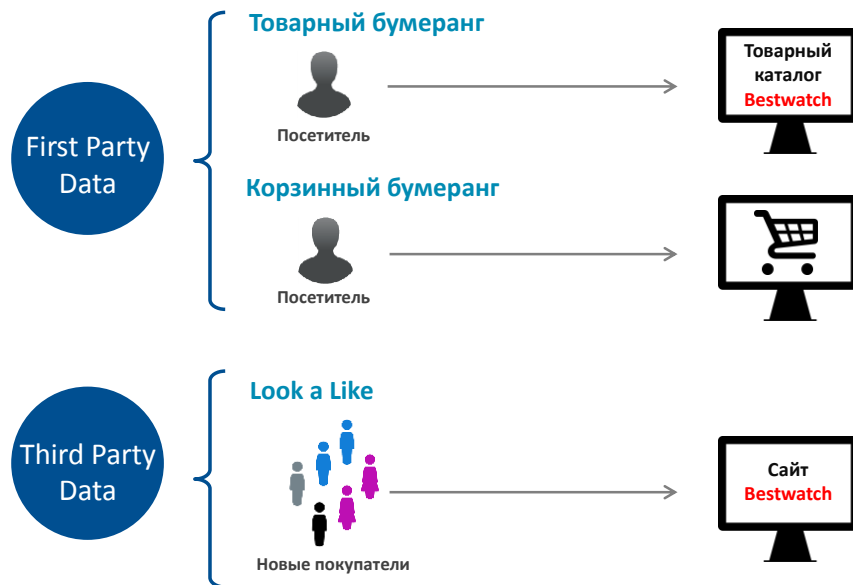 Товарный бумеранг
Посетитель
Товарный
каталог
Bestwatch
First Party
Data
Корзинный бумеранг
Посетитель
Look a Like
Third Party
Data
Новые покупатели
Сайт
Bestwatch